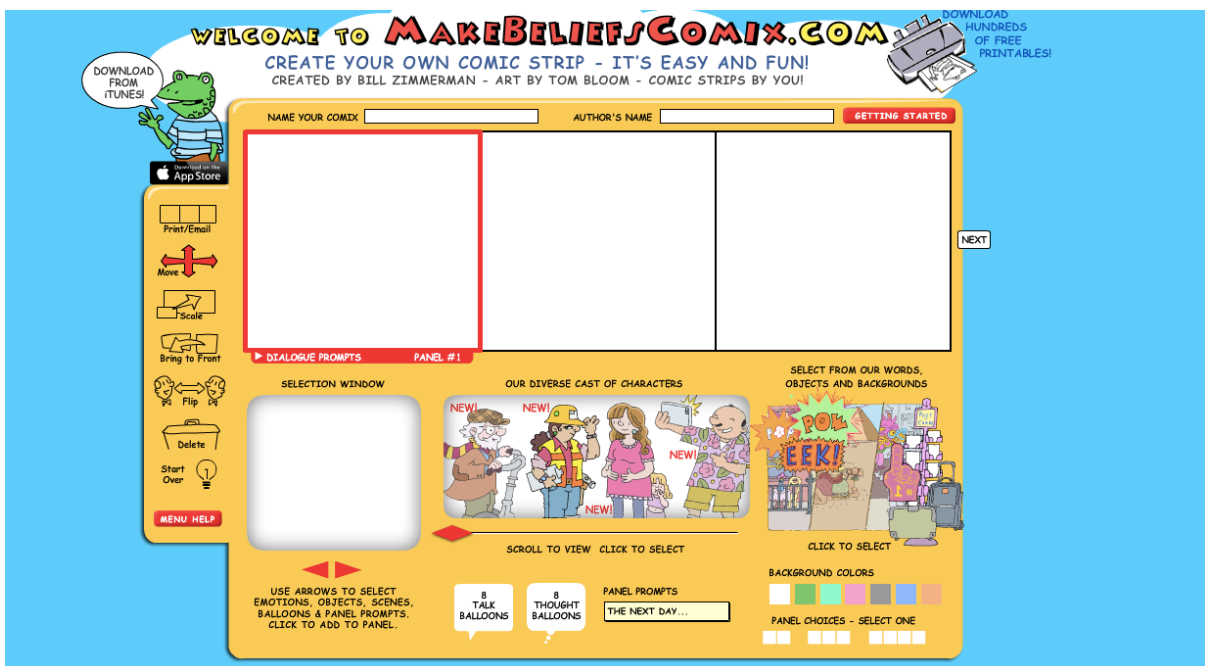 WELCOME TO MAKEBELIEFSCOMIX.COM
CREATE YOUR OWN COMIC STRIP - IT'S EASY AND FUN!
CREATED BY BILL ZIMMERMAN - ART BY TOM BLOOM - COMIC STRIPS BY YOU!
DOWNLOAD
HUNDREDS
OF FREE
PRINTABLES!
DOWNLOAD
FROM
iTUNES!
Download on the
App Store
NAME YOUR COMIX
AUTHOR'S NAME
GETTING STARTED
Print/Email
Move
Scale
Bring to Front
Flip
Delete
Start
Over
MENU HELP
NEXT
DIALOGUE PROMPTS
PANEL #1
SELECTION WINDOW
OUR DIVERSE CAST OF CHARACTERS
SELECT FROM OUR WORDS,
OBJECTS AND BACKGROUNDS
NEW!
NEW!
NEW!
NEW!
POP
POW
EEK!
POST
CARDS
SCROLL TO VIEW CLICK TO SELECT
CLICK TO SELECT
USE ARROWS TO SELECT
EMOTIONS, OBJECTS, SCENES,
BALLOONS & PANEL PROMPTS.
CLICK TO ADD TO PANEL.
8
TALK
BALLOONS
8
THOUGHT
BALLOONS
PANEL PROMPTS
THE NEXT DAY...
BACKGROUND COLORS
PANEL CHOICES - SELECT ONE